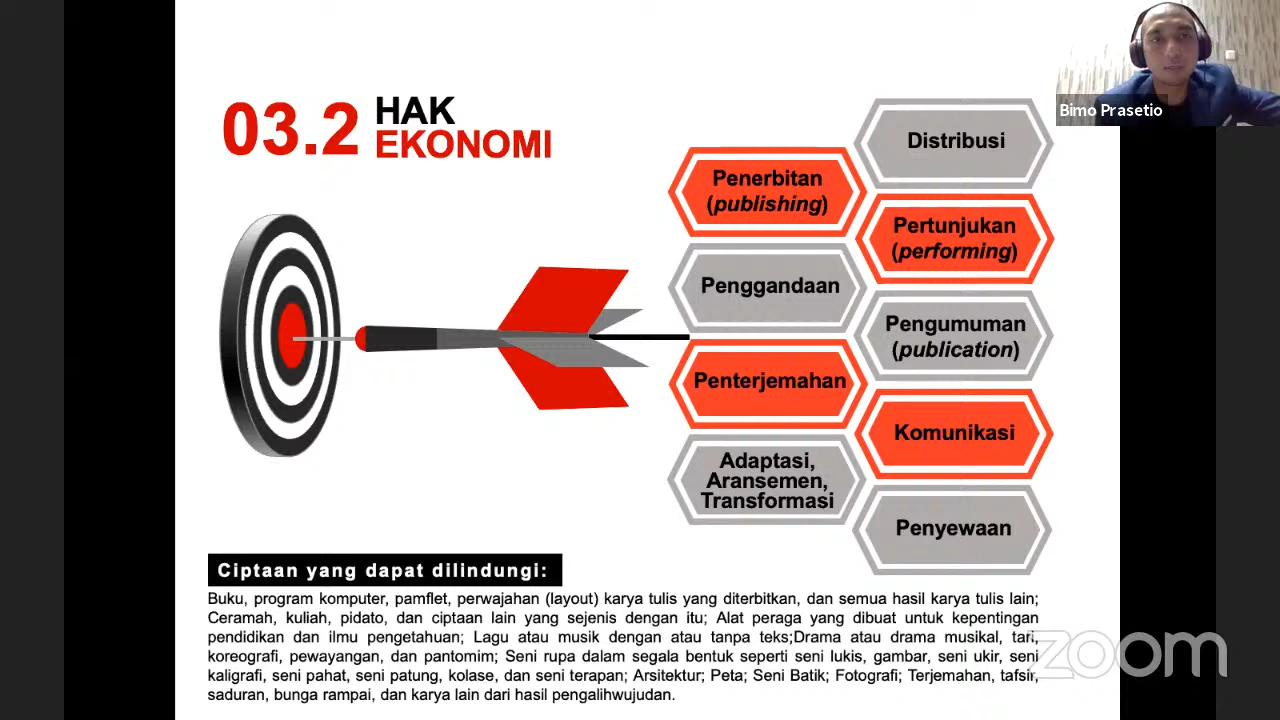 03.2 HAK
EKONOMI
Bimo Prasetio
Distribusi
Penerbitan
(publishing)
Pertunjukan
(performing)
Penggandaan
Pengumuman
(publication)
Penterjemahan
Komunikasi
Adaptasi,
Aransemen,
Transformasi
Penyewaan
Ciptaan yang dapat dilindungi:
Buku, program komputer, pamflet, perwajahan (layout) karya tulis yang diterbitkan, dan semua hasil karya tulis lain;
Ceramah, kuliah, pidato, dan ciptaan lain yang sejenis dengan itu; Alat peraga yang dibuat untuk kepentingan
pendidikan dan ilmu pengetahuan; Lagu atau musik dengan atau tanpa teks;Drama atau drama musikal, tari,
koreografi, pewayangan, dan pantomim; Seni rupa dalam segala bentuk seperti seni lukis, gambar, seni ukir, seni
kaligrafi, seni pahat, seni patung, kolase, dan seni terapan; Arsitektur; Peta; Seni Batik; Fotografi; Terjemahan, tafsir,
saduran, bunga rampai, dan karya lain dari hasil pengalihwujudan.
zoom